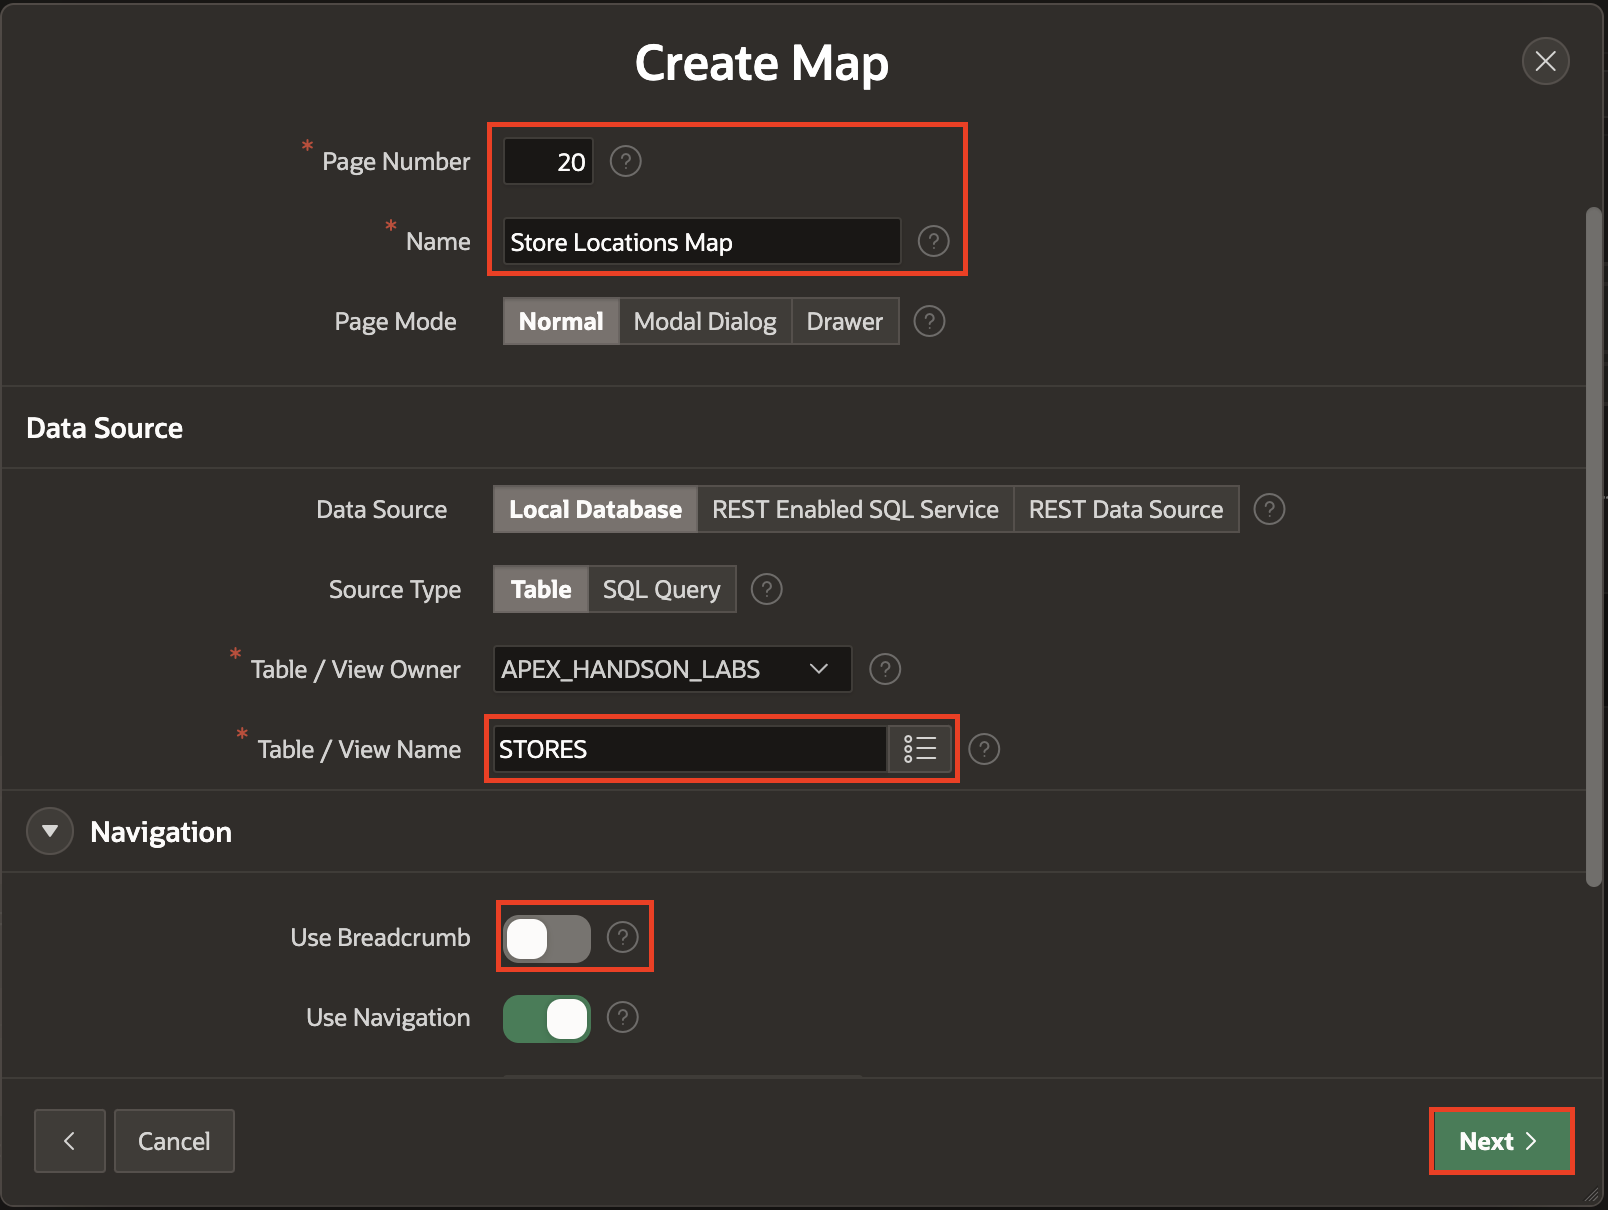 Create Map
* Page Number 20 ?
* Name Store Locations Map ?
Page Mode Normal Modal Dialog Drawer ?
Data Source
Data Source Local Database REST Enabled SQL Service REST Data Source ?
Source Type Table SQL Query ?
* Table / View Owner APEX_HANDSON_LABS ?
* Table / View Name STORES ?
Navigation
Use Breadcrumb ?
Use Navigation ?
Cancel Next